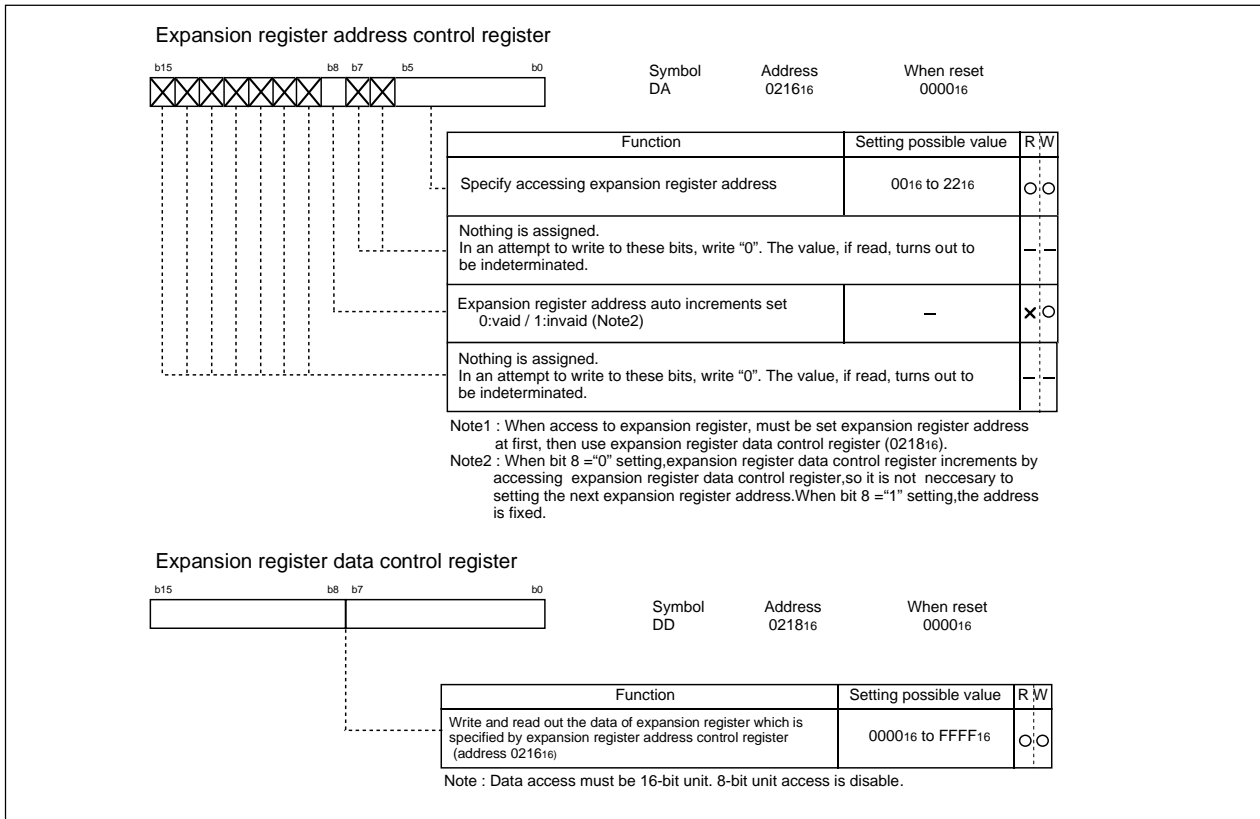 Expansion register address control register
b15 b8 b7 b5 b0
Symbol Address When reset
DA 021616 000016
Function Setting possible value R W
Specify accessing expansion register address 0016 to 2216
Nothing is assigned.
In an attempt to write to these bits, write “0”. The value, if read, turns out to
be indeterminated.
Expansion register address auto increments set
0:vaid / 1:invaid (Note2)
Nothing is assigned.
In an attempt to write to these bits, write “0”. The value, if read, turns out to
be indeterminated.
Note1 : When access to expansion register, must be set expansion register address
at first, then use expansion register data control register (021816).
Note2 : When bit 8 =“0” setting,expansion register data control register increments by
accessing expansion register data control register,so it is not neccesary to
setting the next expansion register address.When bit 8 =“1” setting,the address
is fixed.
Expansion register data control register
b15 b8 b7 b0
Symbol Address When reset
DD 021816 000016
Function Setting possible value R W
Write and read out the data of expansion register which is
specified by expansion register address control register
(address 021616)
000016 to FFFF16
Note : Data access must be 16-bit unit. 8-bit unit access is disable.